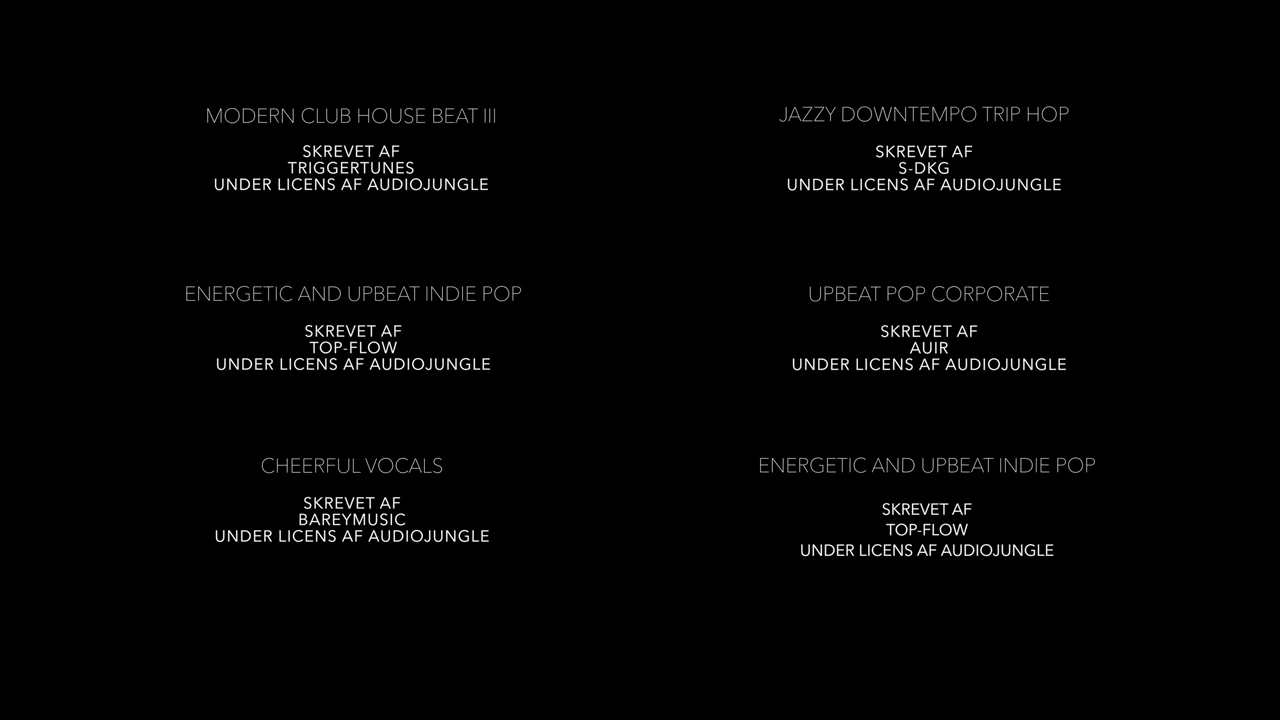 MODERN CLUB HOUSE BEAT III
SKREVET AF
TRIGGERTUNES
UNDER LICENS AF AUDIOJUNGLE
JAZZY DOWNTEMPO TRIP HOP
SKREVET AF
S-DKG
UNDER LICENS AF AUDIOJUNGLE
ENERGETIC AND UPBEAT INDIE POP
SKREVET AF
TOP-FLOW
UNDER LICENS AF AUDIOJUNGLE
UPBEAT POP CORPORATE
SKREVET AF
AUIR
UNDER LICENS AF AUDIOJUNGLE
CHEERFUL VOCALS
SKREVET AF
BAREYMUSIC
UNDER LICENS AF AUDIOJUNGLE
ENERGETIC AND UPBEAT INDIE POP
SKREVET AF
TOP-FLOW
UNDER LICENS AF AUDIOJUNGLE